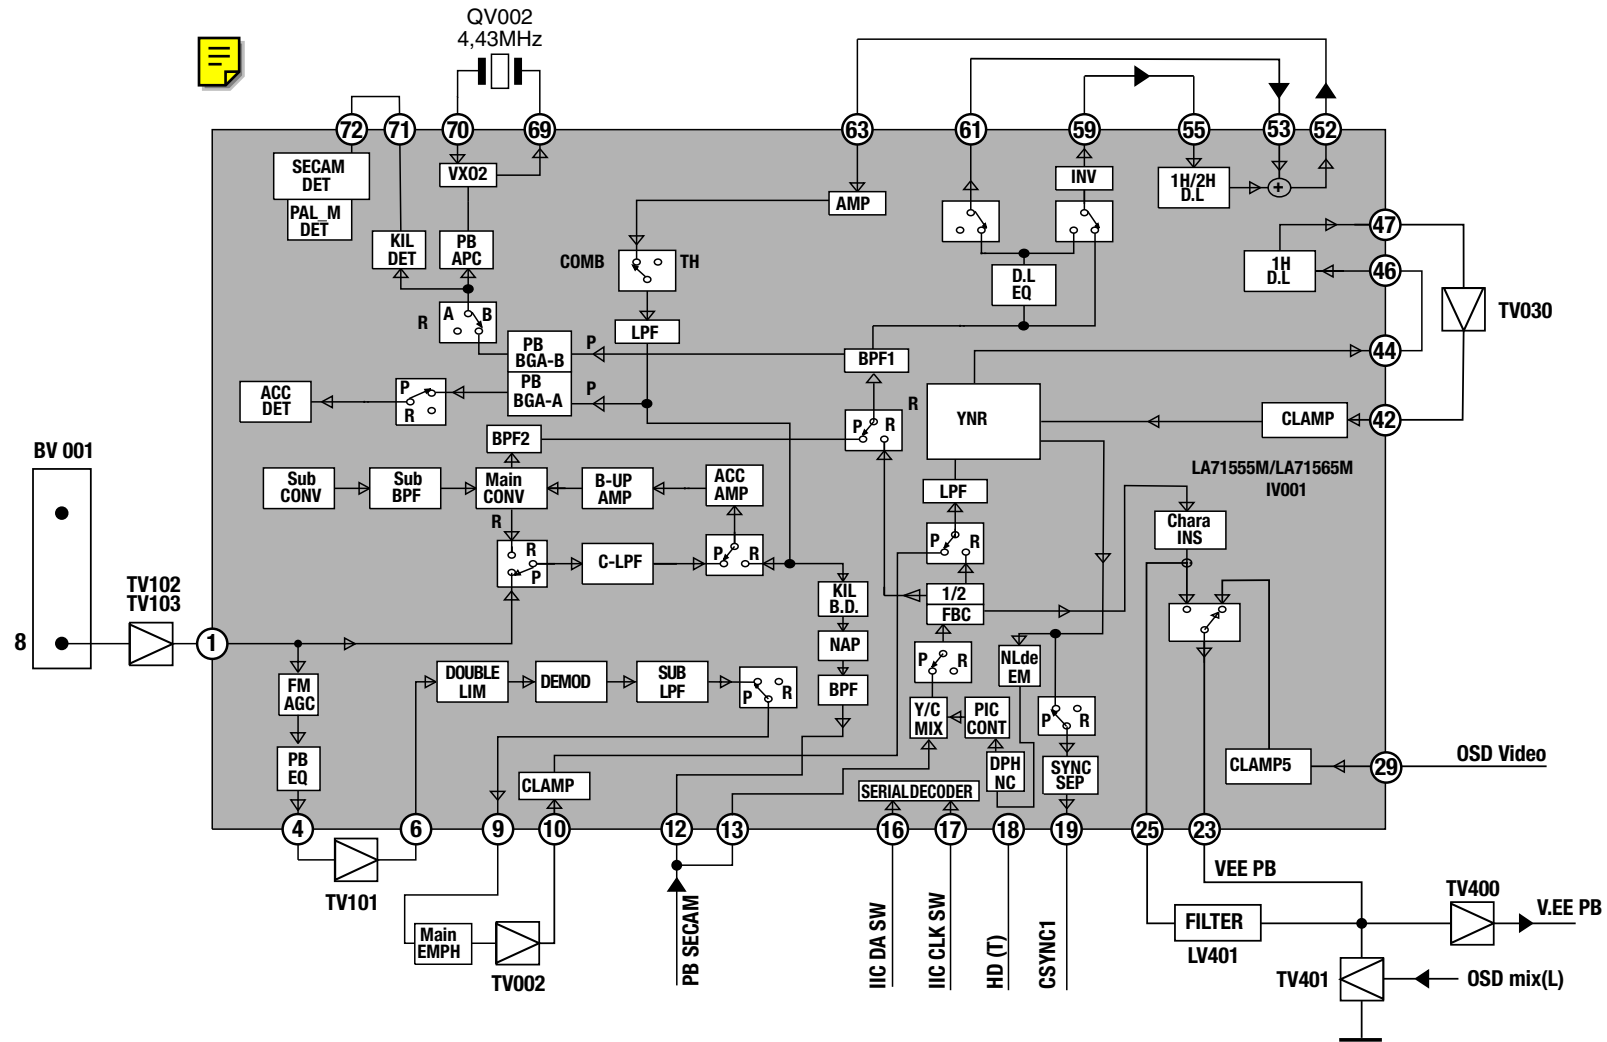 QV002
4,43MHz
72
71
70
69
63
61
59
55
53
52
SECAM
DET
PAL_M
DET
VXO2
KIL
DET
PB
APC
AMP
INV
1H/2H
D.L
+
47
1H
D.L
46
COMB
TH
D.L
EQ
TV030
R
A
B
LPF
PB
BGA-B
P
BPF1
44
PB
BGA-A
P
ACC
DET
P
R
R
P
R
YNR
CLAMP
42
BPF2
LA71555M/LA71565M
IV001
BV 001
Sub
CONV
Sub
BPF
Main
CONV
B-UP
AMP
ACC
AMP
LPF
R
R
P
C-LPF
P
R
P
R
Chara
INS
TV102
TV103
KIL
B.D.
1/2
FBC
8
1
NAP
P
R
NLde
EM
FM
AGC
DOUBLE
LIM
DEMOD
SUB
LPF
P
R
BPF
Y/C
MIX
PIC
CONT
P
R
PB
EQ
CLAMP
DPH
NC
SYNC
SEP
CLAMP5
29
OSD Video
SERIAL DECODER
4
6
9
10
12
13
16
17
18
19
25
23
TV101
VEE PB
Main
EMPH
TV002
PB SECAM
IIC DA SW
IIC CLK SW
HD (T)
CSYNC1
FILTER
LV401
TV400
V.EE PB
TV401
OSD mix(L)